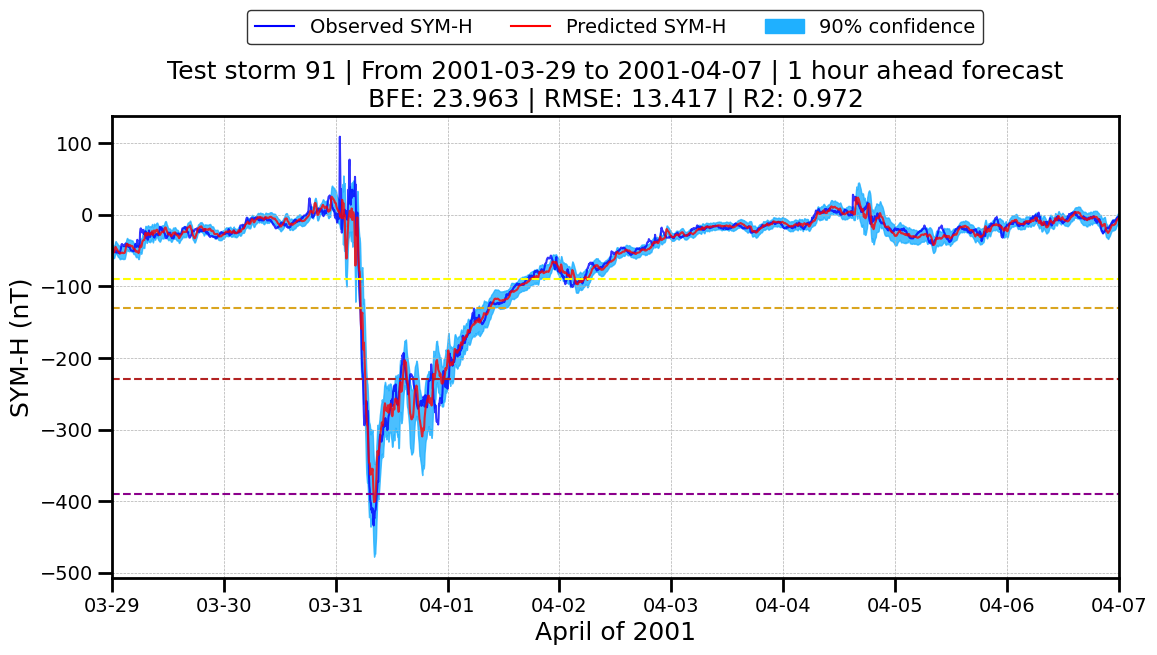 Observed SYM-H Predicted SYM-H 90% confidence
Test storm 91 | From 2001-03-29 to 2001-04-07 | 1 hour ahead forecast
BFE: 23.963 | RMSE: 13.417 | R2: 0.972
SYM-H (nT)
100
0
−100
−200
−300
−400
−500
03-29 03-30 03-31 04-01 04-02 04-03 04-04 04-05 04-06 04-07
April of 2001